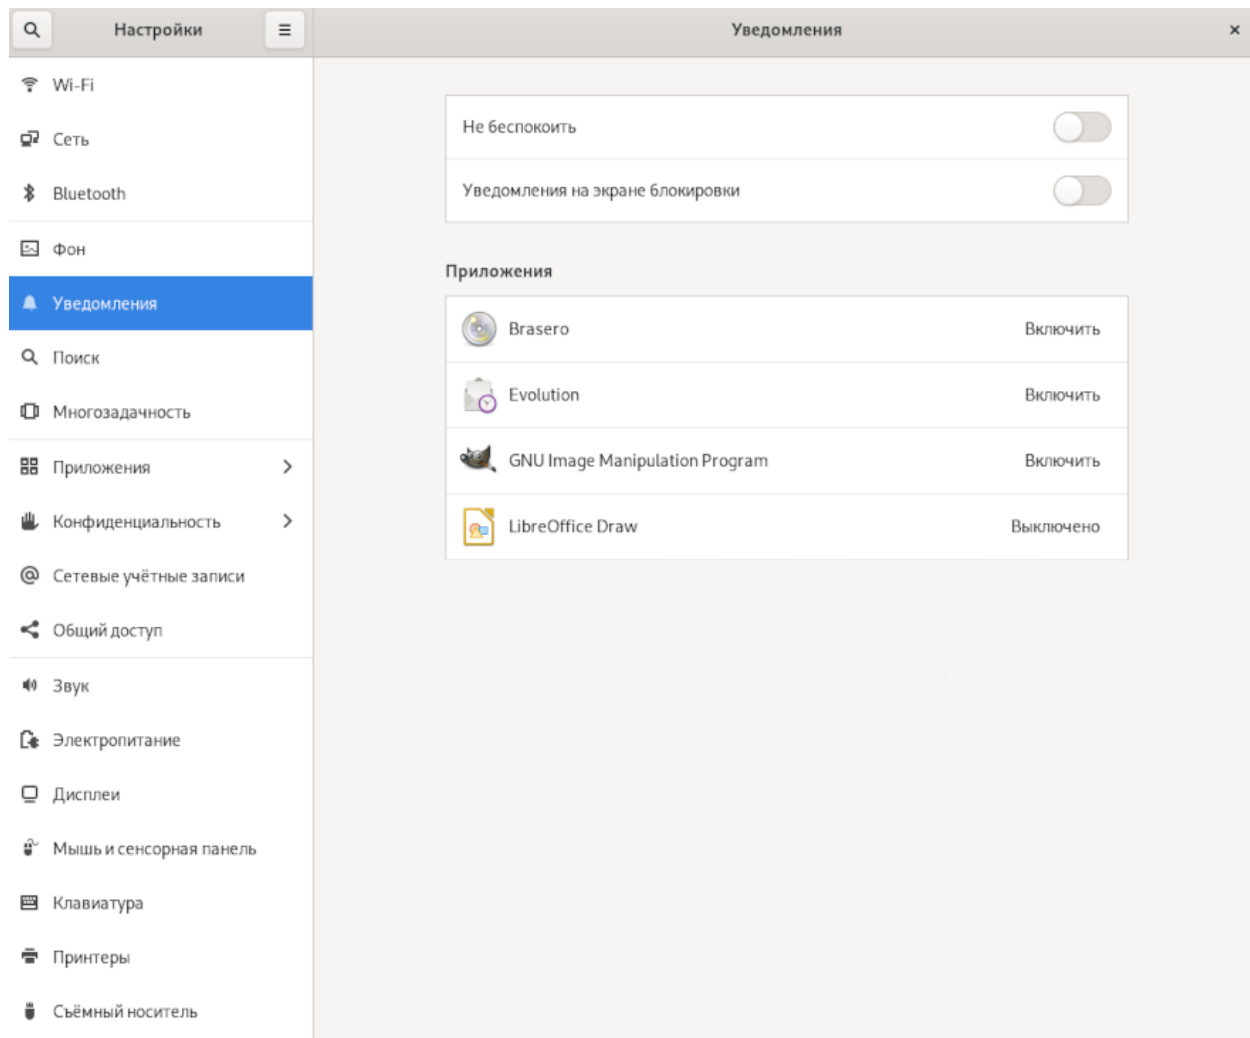 Настройки
Уведомления
Wi-Fi
Сеть
Bluetooth
Фон
Уведомления
Поиск
Многозадачность
Приложения
Конфиденциальность
Сетевые учётные записи
Общий доступ
Звук
Электропитание
Дисплеи
Мышь и сенсорная панель
Клавиатура
Принтеры
Съёмный носитель
Не беспокоить
Уведомления на экране блокировки
Приложения
Brasero Включить
Evolution Включить
GNU Image Manipulation Program Включить
LibreOffice Draw Выключено